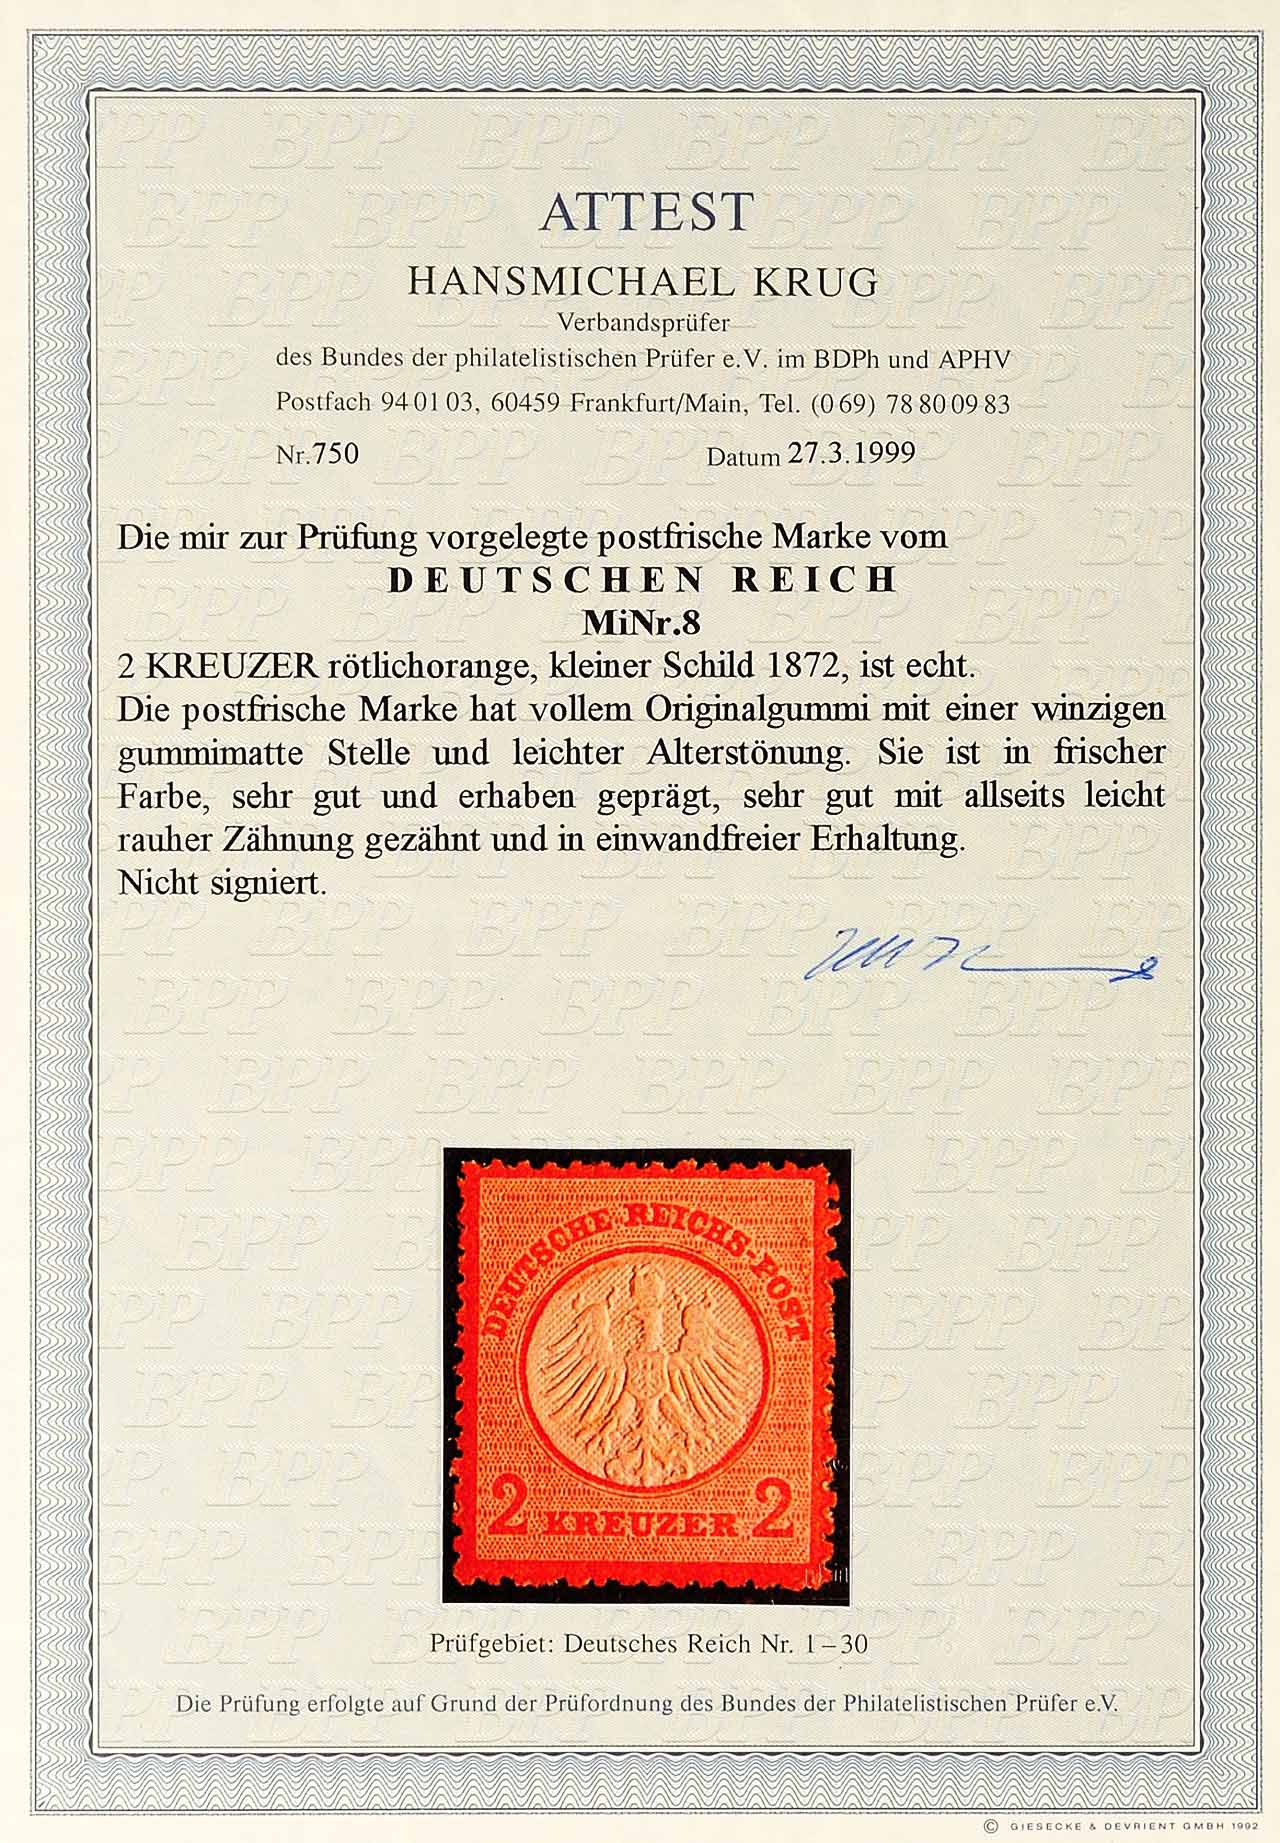 ATTEST
HANSMICHAEL KRUG
Verbandsprüfer
des Bundes der philatelistischen Prüfer e.V. im BDPh und APHV
Postfach 94 01 03, 60459 Frankfurt/Main, Tel. (0 69) 78 80 09 83
Nr.750 Datum 27.3.1999
Die mir zur Prüfung vorgelegte postfrische Marke vom
DEUTSCHEN REICH
MiNr.8
2 KREUZER rötlichorange, kleiner Schild 1872, ist echt.
Die postfrische Marke hat vollem Originalgummi mit einer winzigen
gummimatte Stelle und leichter Alterstönung. Sie ist in frischer
Farbe, sehr gut und erhaben geprägt, sehr gut mit allseits leicht
rauher Zähnung gezähnt und in einwandfreier Erhaltung.
Nicht signiert.
DEUTSCHE REICHS-POST
2 KREUZER 2
Prüfgebiet: Deutsches Reich Nr. 1–30
Die Prüfung erfolgte auf Grund der Prüfordnung des Bundes der Philatelistischen Prüfer e.V.
© GIESECKE & DEVRIENT GMBH 1992